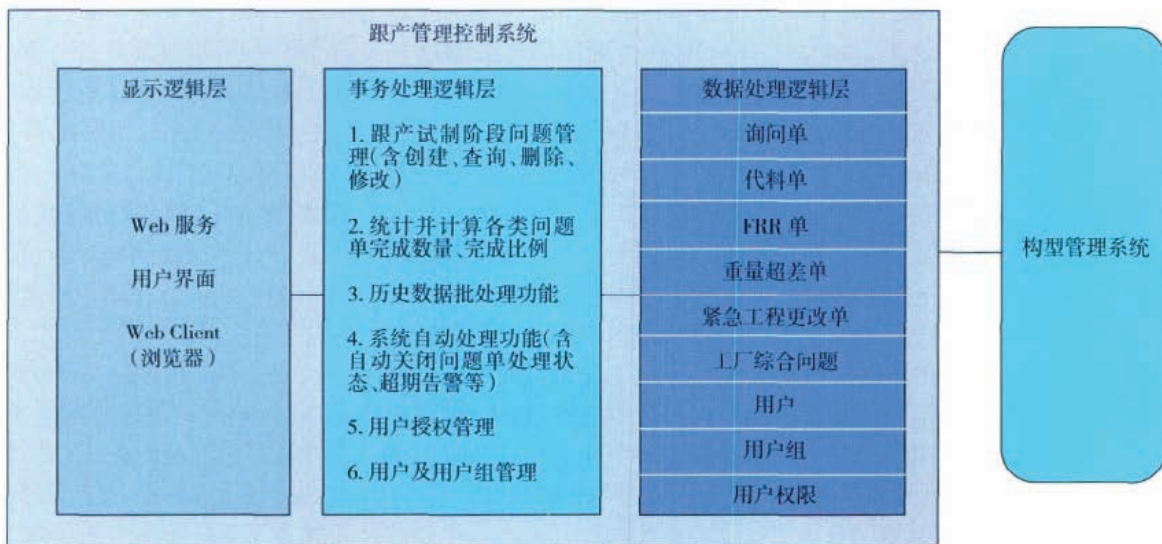 跟产管理控制系统
显示逻辑层
Web 服务
用户界面
Web Client
(浏览器)
事务处理逻辑层
1. 跟产试制阶段问题管
理(含创建、查询、删除、
修改)
2. 统计并计算各类问题
单完成数量、完成比例
3. 历史数据批处理功能
4. 系统自动处理功能(含
自动关闭问题单处理状
态、超期告警等)
5. 用户授权管理
6. 用户及用户组管理
数据处理逻辑层
询问单
代料单
FRR 单
重量超差单
紧急工程更改单
工厂综合问题
用户
用户组
用户权限
构型管理系统